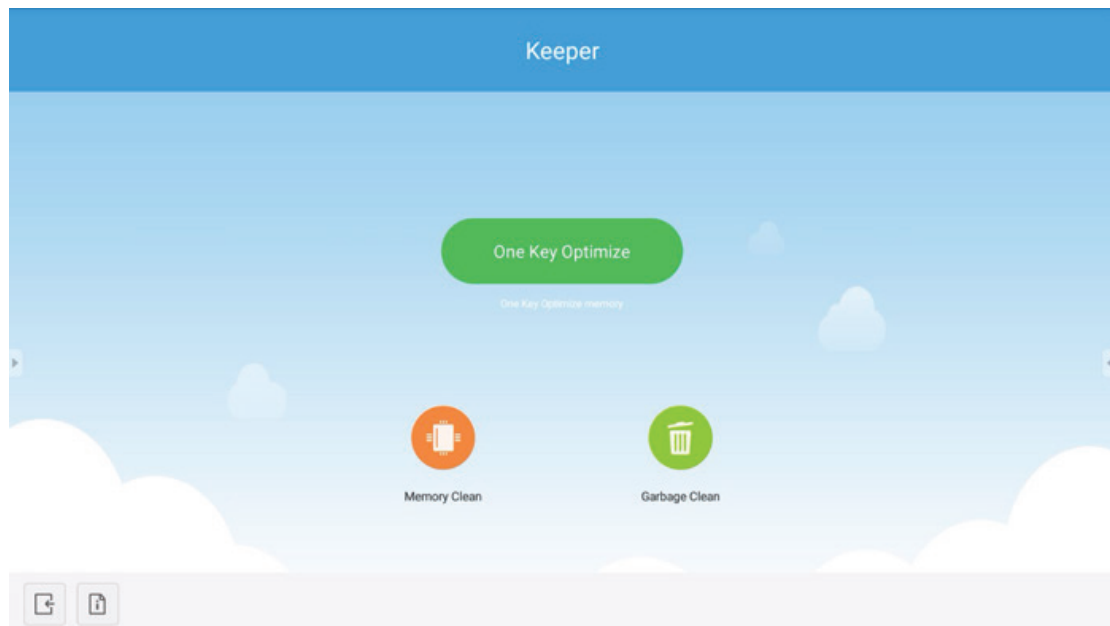 Keeper
One Key Optimize
One Key Optimize memory
Memory Clean
Garbage Clean